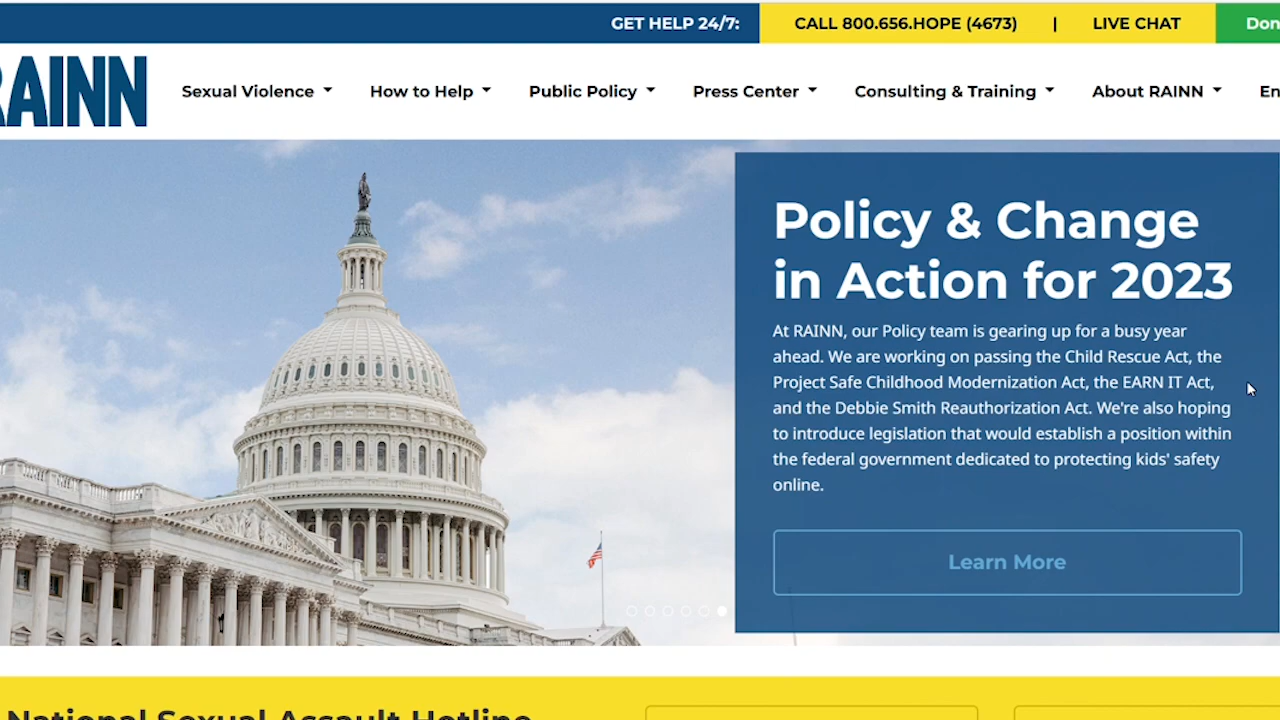 GET HELP 24/7: CALL 800.656.HOPE (4673) | LIVE CHAT Don
RAINN
Sexual Violence How to Help Public Policy Press Center Consulting & Training About RAINN En
Policy & Change
in Action for 2023
At RAINN, our Policy team is gearing up for a busy year
ahead. We are working on passing the Child Rescue Act, the
Project Safe Childhood Modernization Act, the EARN IT Act,
and the Debbie Smith Reauthorization Act. We're also hoping
to introduce legislation that would establish a position within
the federal government dedicated to protecting kids' safety
online.
Learn More
National Sexual Assault Hotline